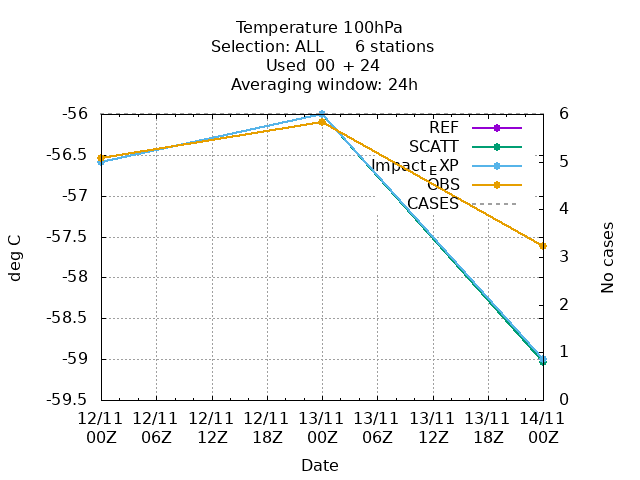 Temperature 100hPa
Selection: ALL 6 stations
Used 00 + 24
Averaging window: 24h
-56
-56.5
-57
-57.5
-58
-58.5
-59
-59.5
deg C
REF
SCATT
Impact_EXP
OBS
CASES
6
5
4
3
2
1
0
No cases
12/11 12/11 12/11 12/11 13/11 13/11 13/11 13/11 14/11
00Z 06Z 12Z 18Z 00Z 06Z 12Z 18Z 00Z
Date